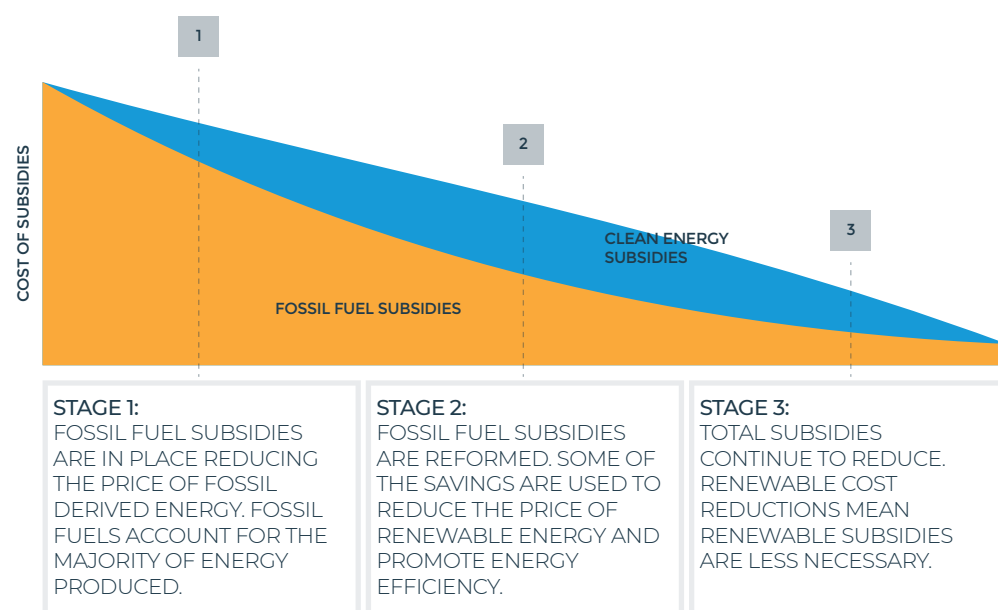 1
2
3
COST OF SUBSIDIES
CLEAN ENERGY
SUBSIDIES
FOSSIL FUEL SUBSIDIES
STAGE 1:
FOSSIL FUEL SUBSIDIES
ARE IN PLACE REDUCING
THE PRICE OF FOSSIL
DERIVED ENERGY. FOSSIL
FUELS ACCOUNT FOR THE
MAJORITY OF ENERGY
PRODUCED.
STAGE 2:
FOSSIL FUEL SUBSIDIES
ARE REFORMED. SOME OF
THE SAVINGS ARE USED TO
REDUCE THE PRICE OF
RENEWABLE ENERGY AND
PROMOTE ENERGY
EFFICIENCY.
STAGE 3:
TOTAL SUBSIDIES
CONTINUE TO REDUCE.
RENEWABLE COST
REDUCTIONS MEAN
RENEWABLE SUBSIDIES
ARE LESS NECESSARY.